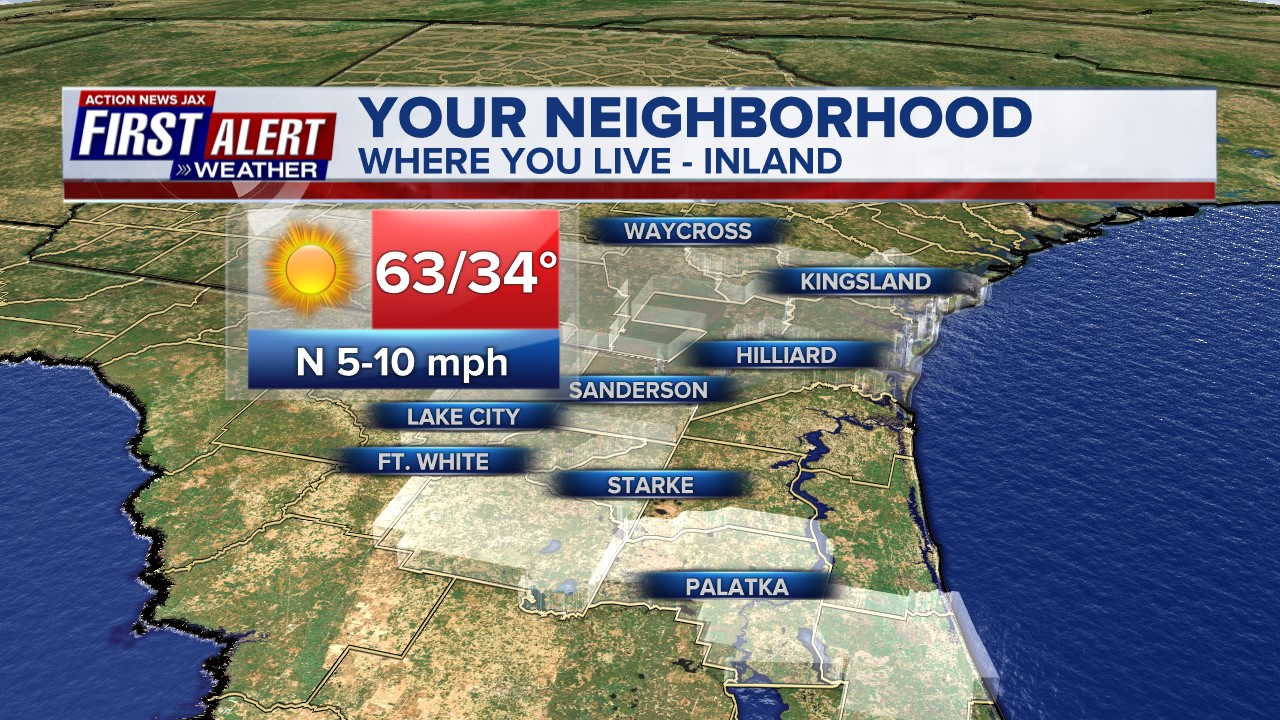 ACTION NEWS JAX
FIRST ALERT
WEATHER
YOUR NEIGHBORHOOD
WHERE YOU LIVE - INLAND
63/34°
N 5-10 mph
WAYCROSS
KINGSLAND
HILLIARD
SANDERSON
LAKE CITY
FT. WHITE
STARKE
PALATKA